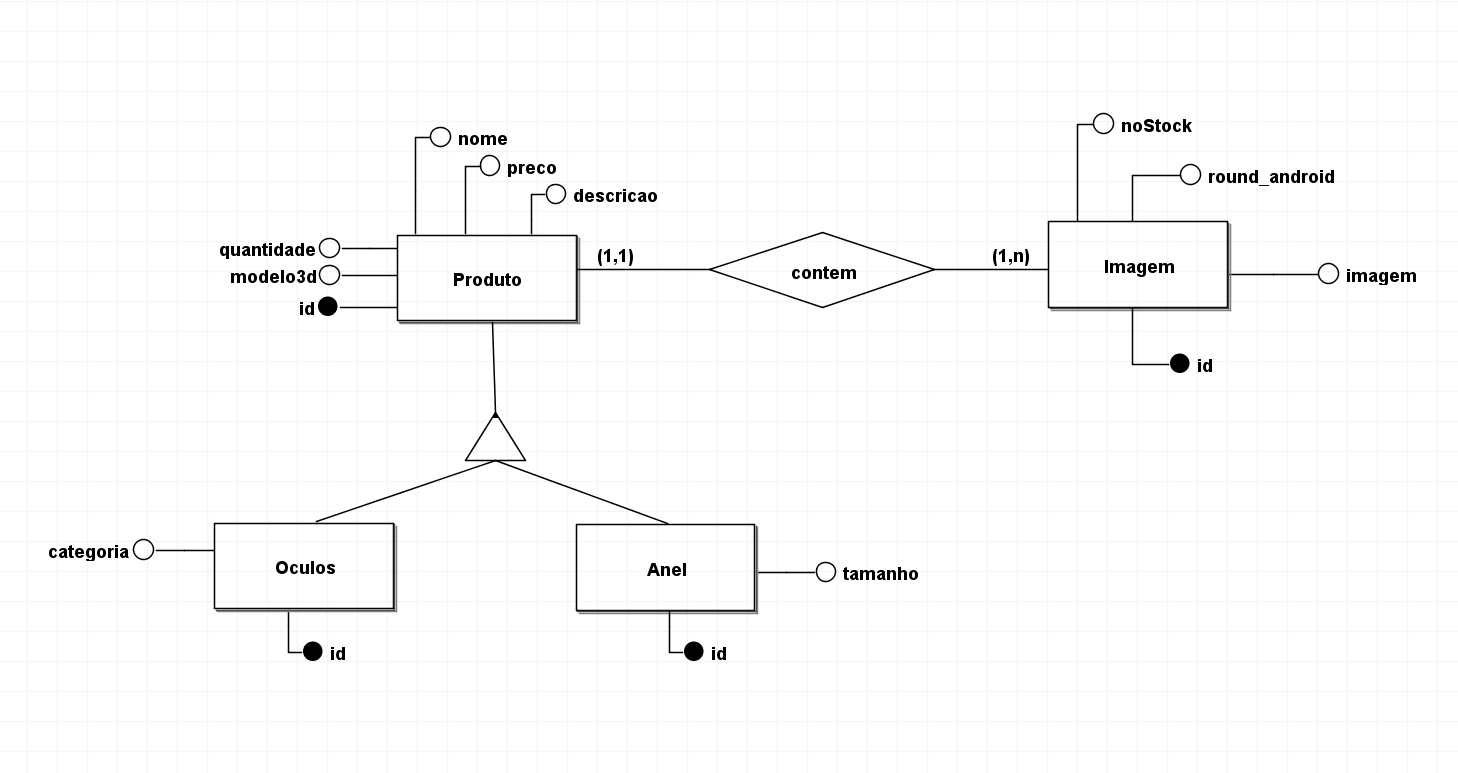 noStock
nome
preco
round_android
descricao
quantidade
(1,1)
(1,n)
modelo3d
Produto
contem
Imagem
imagem
id
id
categoria
Oculos
Anel
tamanho
id
id